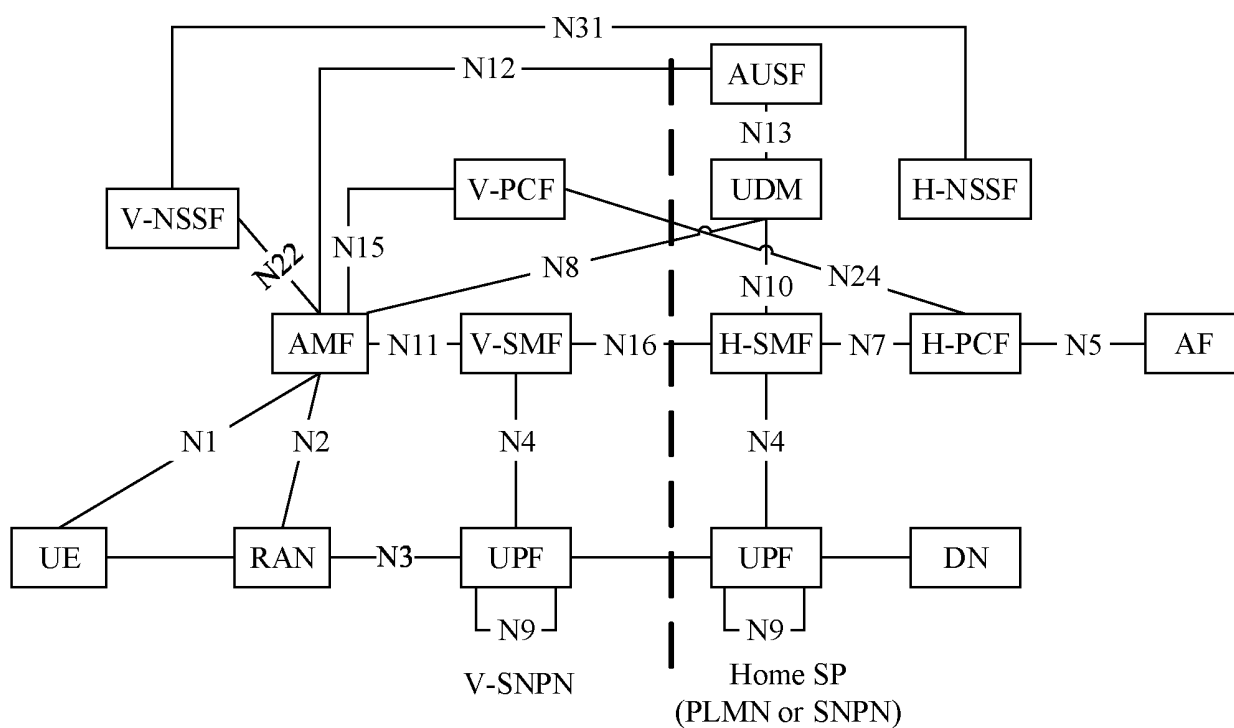 N31
N12
AUSF
N13
V-NSSF
V-PCF
UDM
H-NSSF
N22
N15
N8
N10
N24
AMF
N11
V-SMF
N16
H-SMF
N7
H-PCF
N5
AF
N1
N2
N4
N4
UE
RAN
N3
UPF
UPF
DN
N9
N9
V-SNPN
Home SP
(PLMN or SNPN)